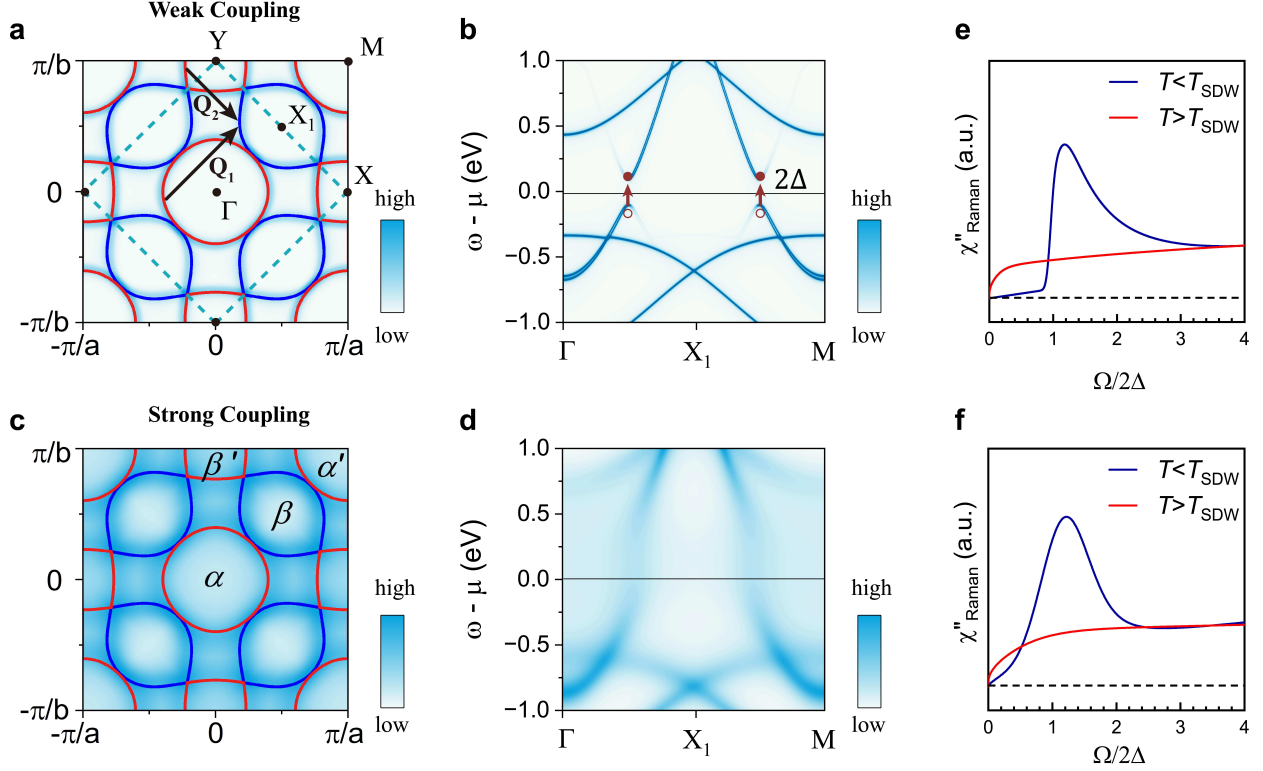 Weak Coupling
a
Y
M
π/b
Q2
X1
Q1
X
0
Γ
high
-π/b
low
-π/a
0
π/a
b
1.0
0.5
2Δ
ω - μ (eV)
0.0
high
−0.5
−1.0
low
Γ
X1
M
e
T<TSDW
T>TSDW
χ"Raman (a.u.)
0
1
2
3
4
Ω/2Δ
Strong Coupling
c
π/b
β'
α'
β
0
α
high
-π/b
low
-π/a
0
π/a
d
1.0
0.5
ω - μ (eV)
0.0
high
−0.5
−1.0
low
Γ
X1
M
f
T<TSDW
T>TSDW
χ"Raman (a.u.)
0
1
2
3
4
Ω/2Δ